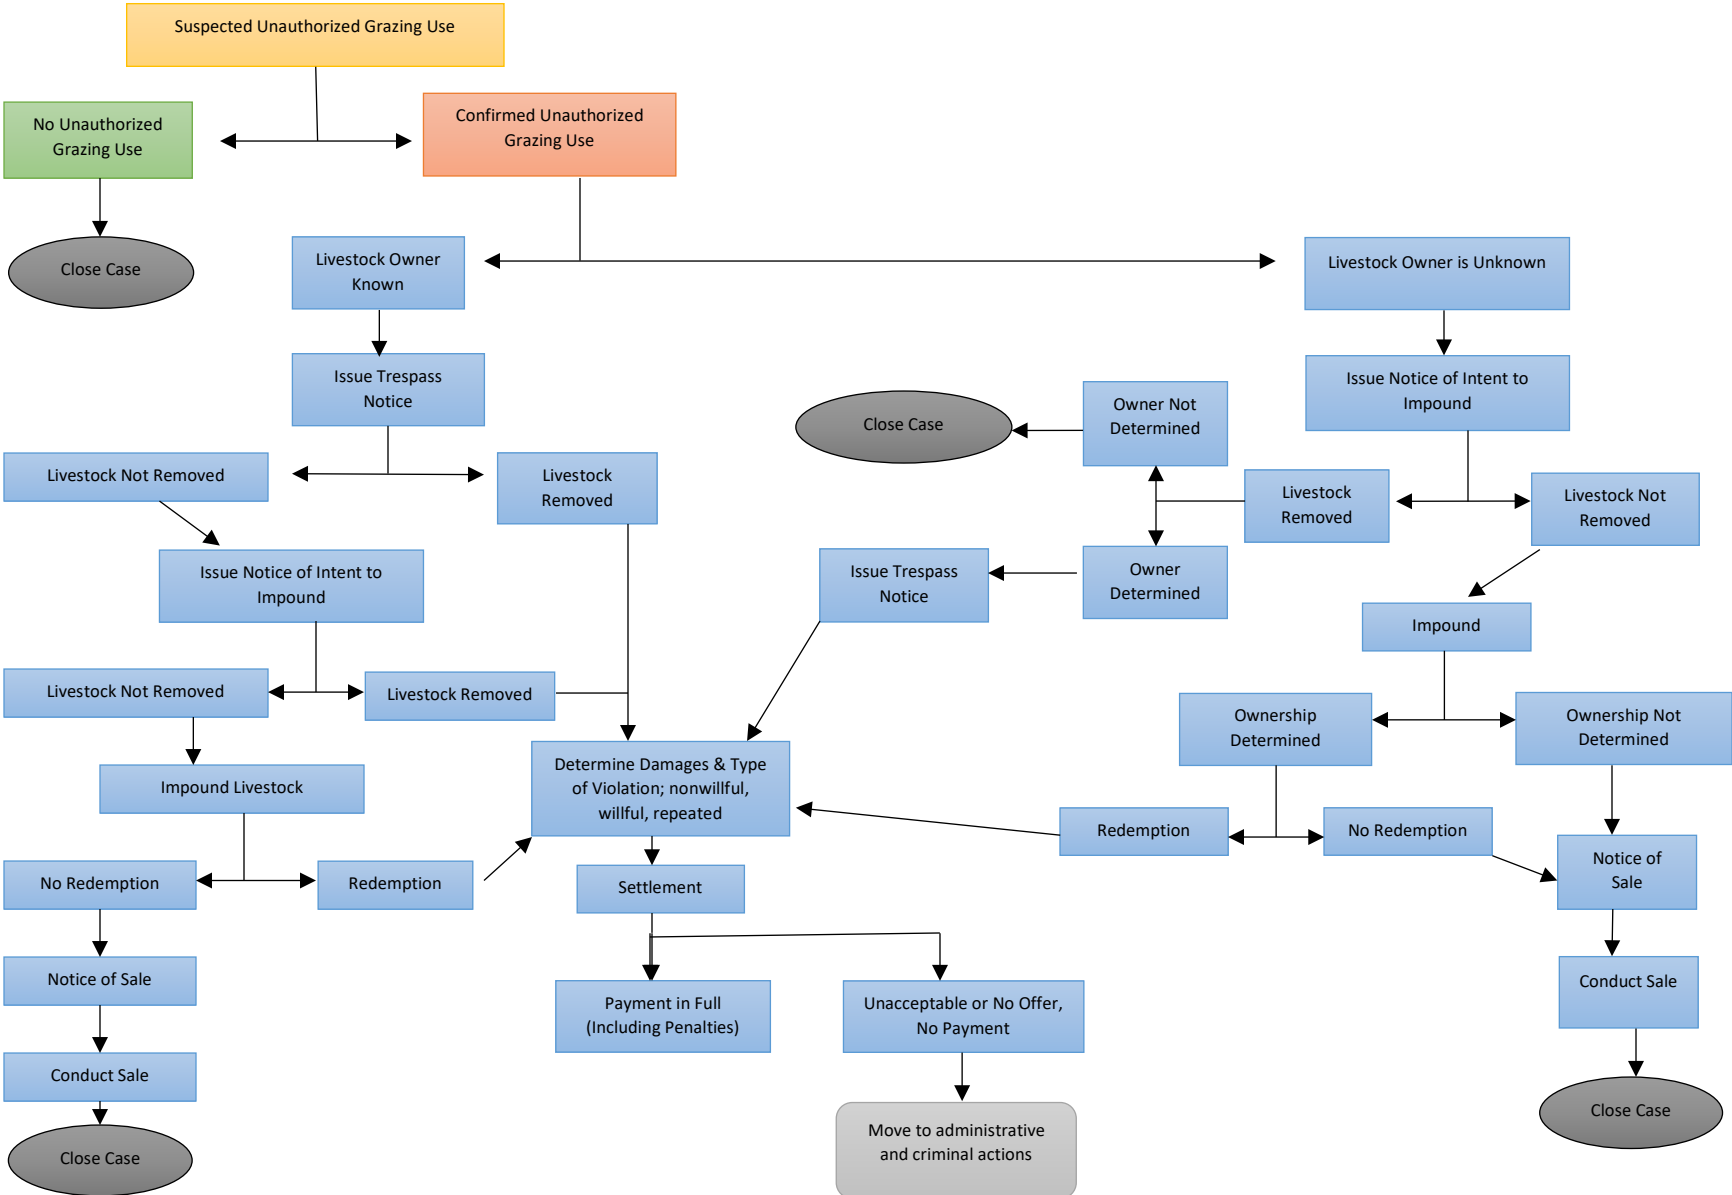 Suspected Unauthorized Grazing Use
No Unauthorized
Grazing Use
Confirmed Unauthorized
Grazing Use
Close Case
Livestock Owner
Known
Livestock Owner is Unknown
Issue Trespass
Notice
Issue Notice of Intent to
Impound
Owner Not
Determined
Close Case
Livestock Not Removed
Livestock
Removed
Livestock
Removed
Livestock Not
Removed
Issue Notice of Intent to
Impound
Issue Trespass
Notice
Owner
Determined
Impound
Livestock Not Removed
Livestock Removed
Ownership
Determined
Ownership Not
Determined
Determine Damages & Type
of Violation; nonwillful,
willful, repeated
Impound Livestock
Redemption
No Redemption
Notice of
Sale
No Redemption
Redemption
Settlement
Notice of Sale
Payment in Full
(Including Penalties)
Unacceptable or No Offer,
No Payment
Conduct Sale
Conduct Sale
Close Case
Move to administrative
and criminal actions
Close Case